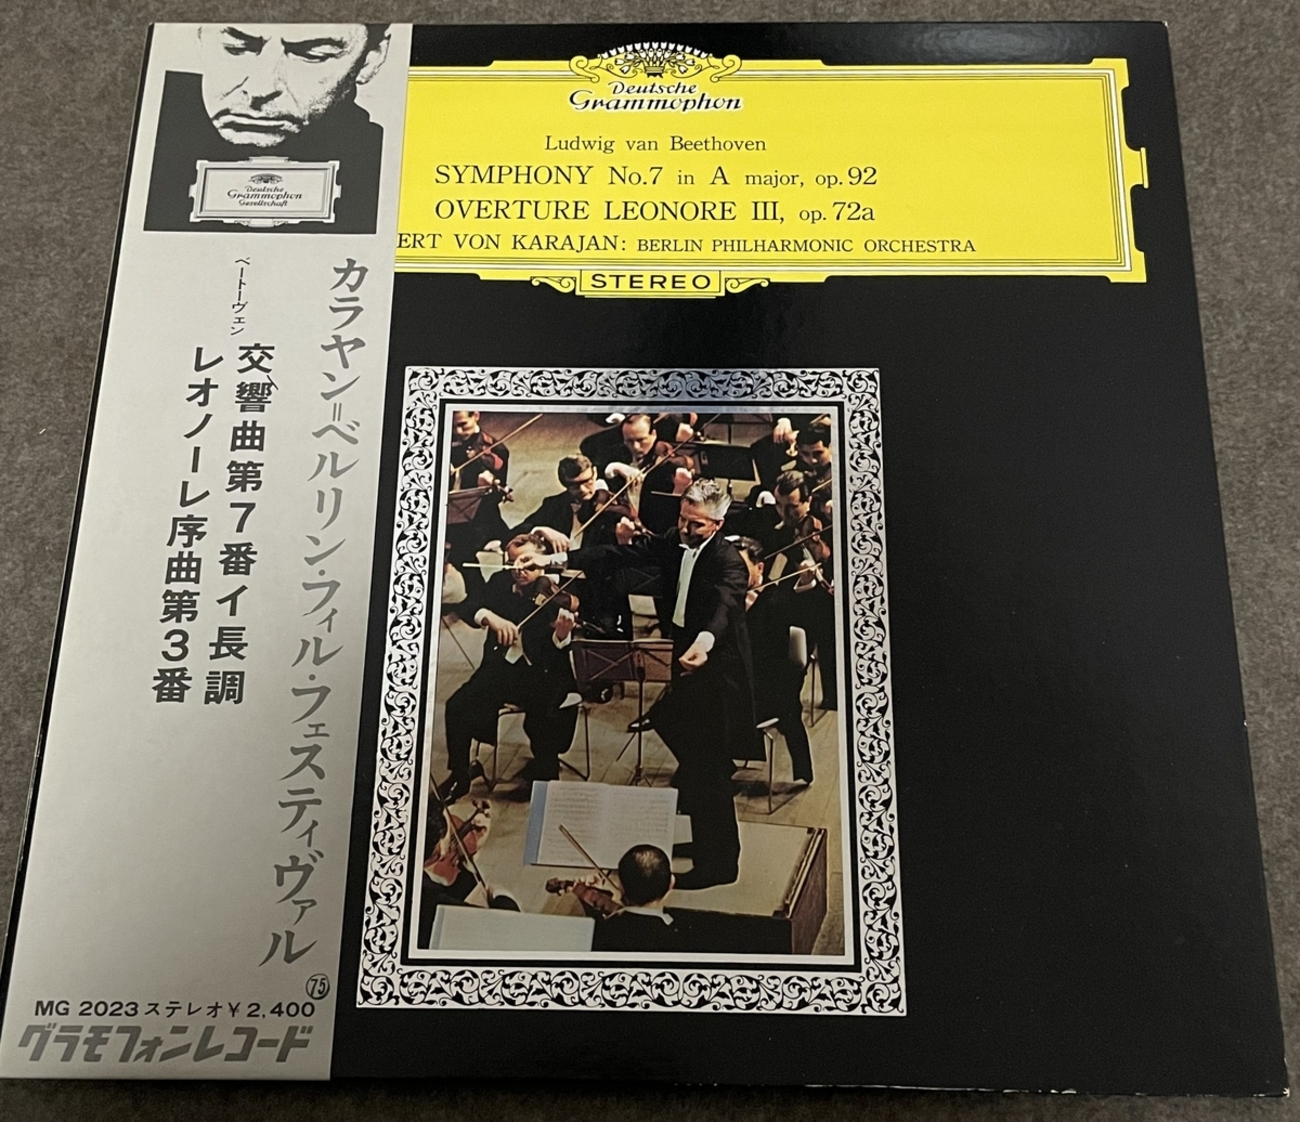 Deutsche
Grammophon
Ludwig van Beethoven
SYMPHONY No.7 in A major, op.92
OVERTURE LEONORE III, op.72a
ERT VON KARAJAN: BERLIN PHILHARMONIC ORCHESTRA
STEREO
Deutsche
Grammophon
Gesellschaft
カラヤン=ベルリン・フィル・フェスティヴァル
75
ベートーヴェン
交響曲第7番イ長調
レオノーレ序曲第3番
MG 2023 ステレオ ¥2,400
グラモフォンレコード